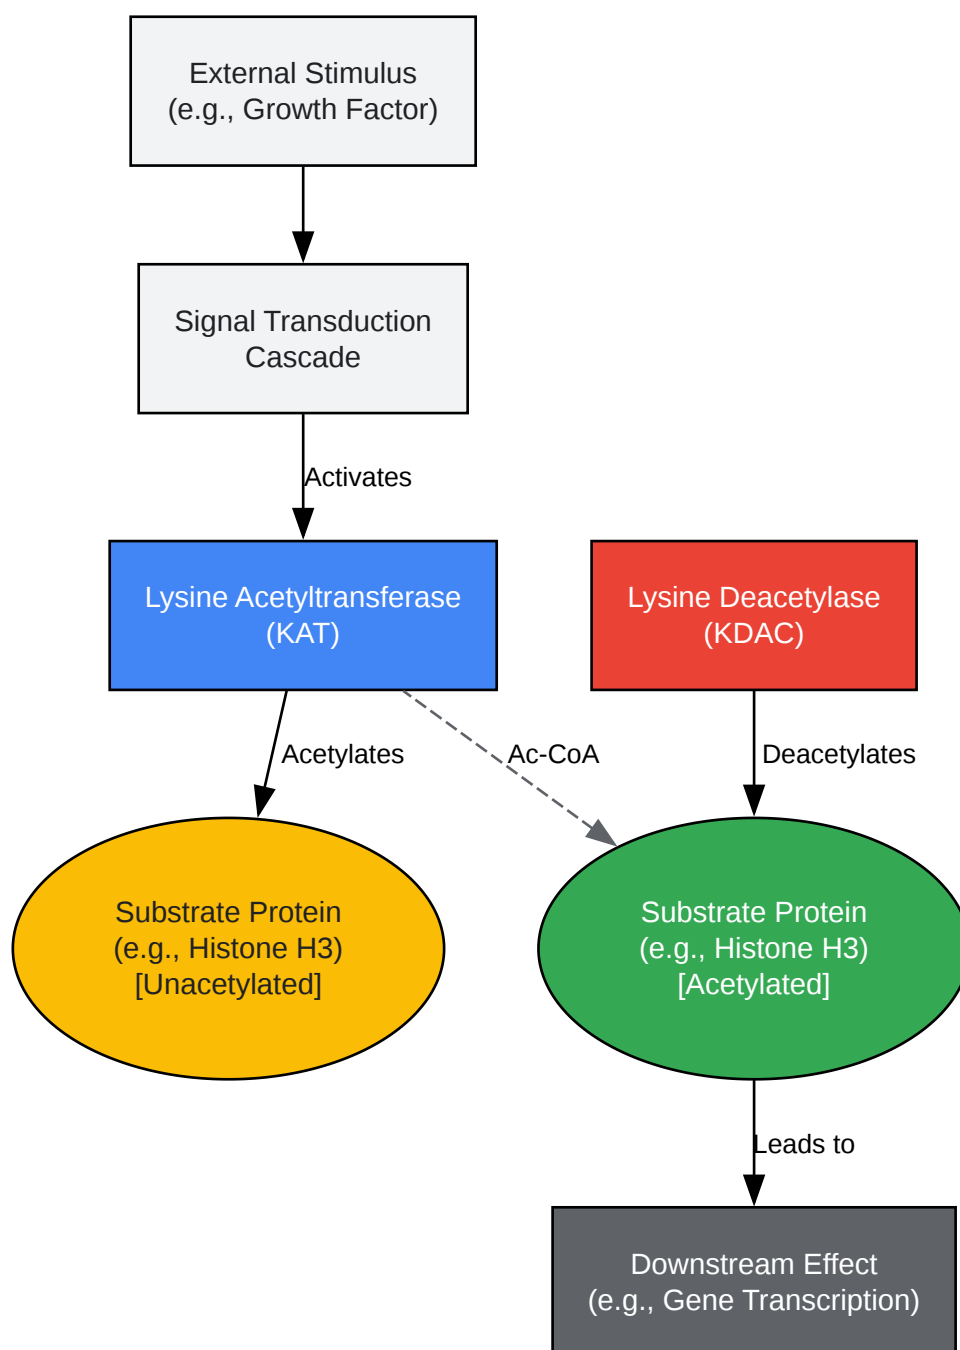 External Stimulus
(e.g., Growth Factor)
Signal Transduction
Cascade
Activates
Lysine Acetyltransferase
(KAT)
Lysine Deacetylase
(KDAC)
Acetylates
Ac-CoA
Deacetylates
Substrate Protein
(e.g., Histone H3)
[Unacetylated]
Substrate Protein
(e.g., Histone H3)
[Acetylated]
Leads to
Downstream Effect
(e.g., Gene Transcription)